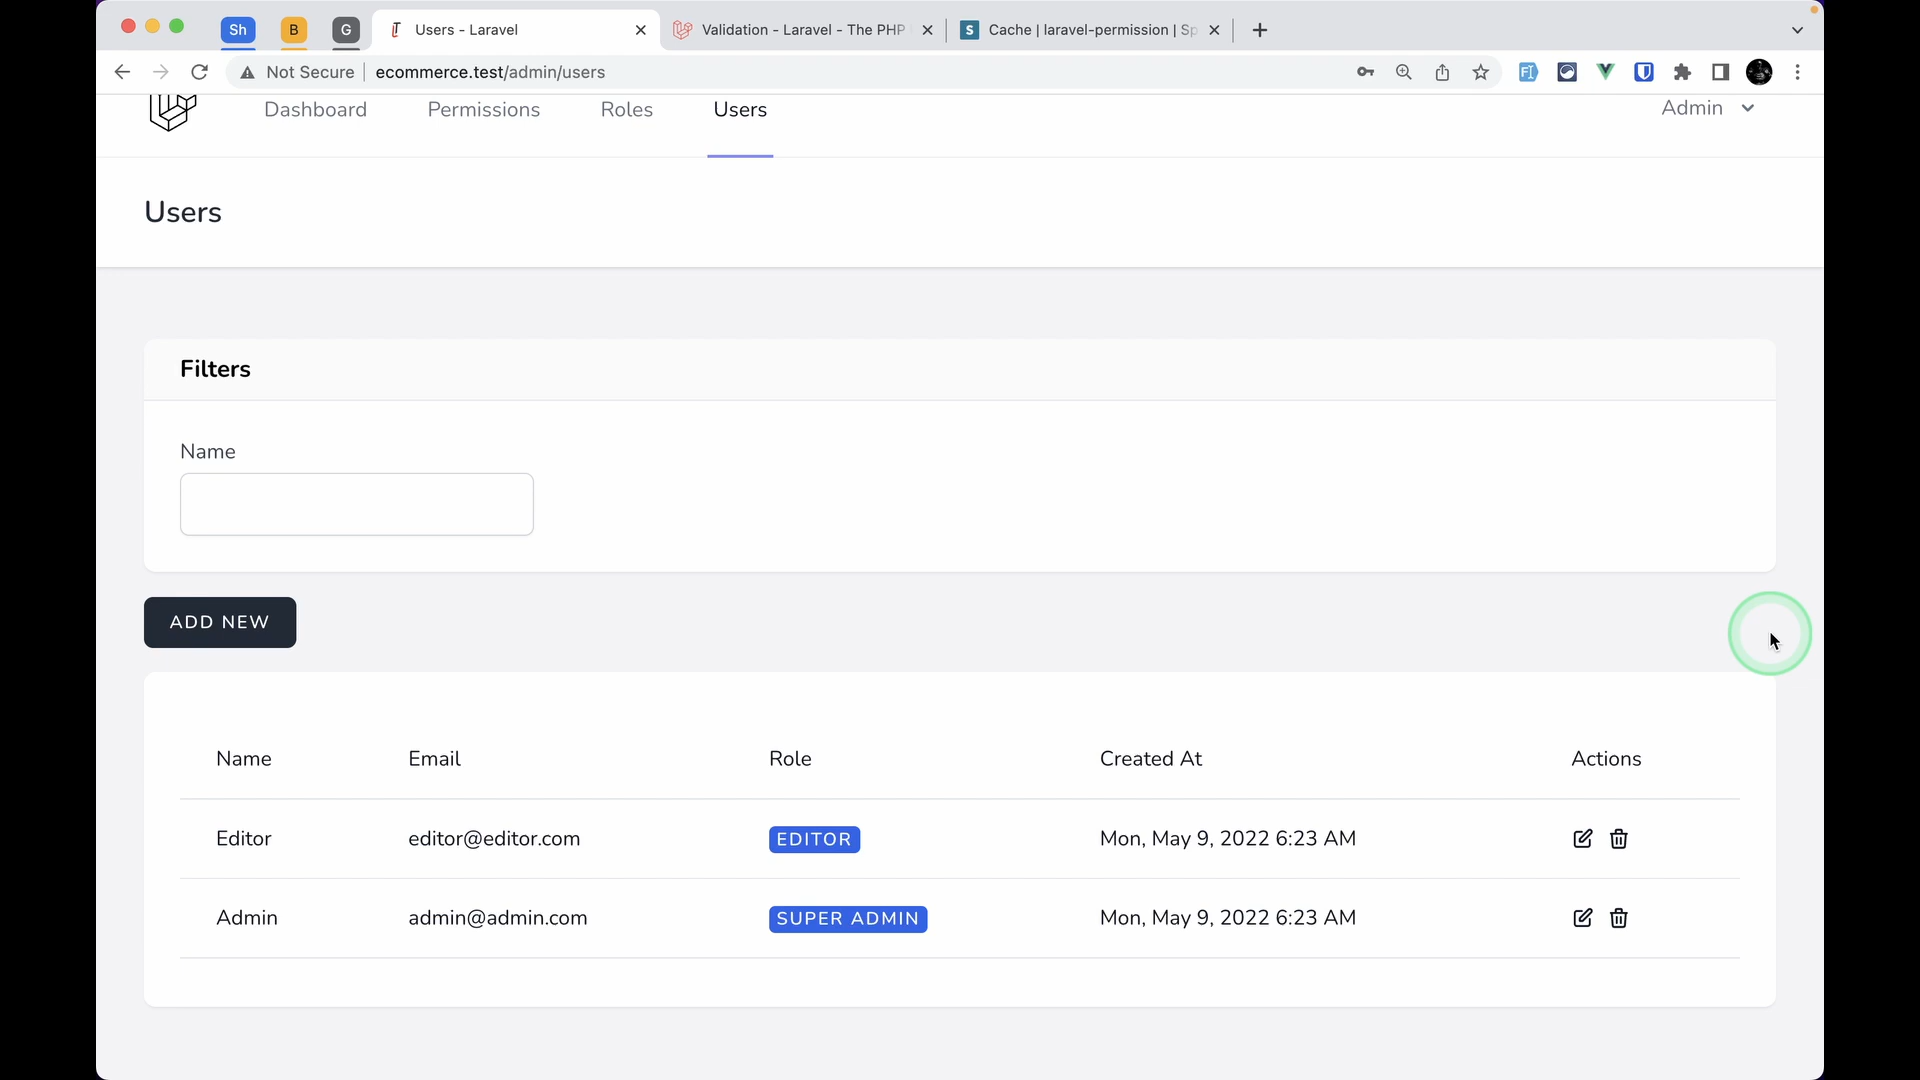 Sh B G Users - Laravel Validation - Laravel - The PHP Cache | laravel-permission | Sp
Not Secure ecommerce.test/admin/users
Dashboard Permissions Roles Users Admin
Users
Filters
Name
ADD NEW
Name Email Role Created At Actions
Editor editor@editor.com EDITOR Mon, May 9, 2022 6:23 AM
Admin admin@admin.com SUPER ADMIN Mon, May 9, 2022 6:23 AM